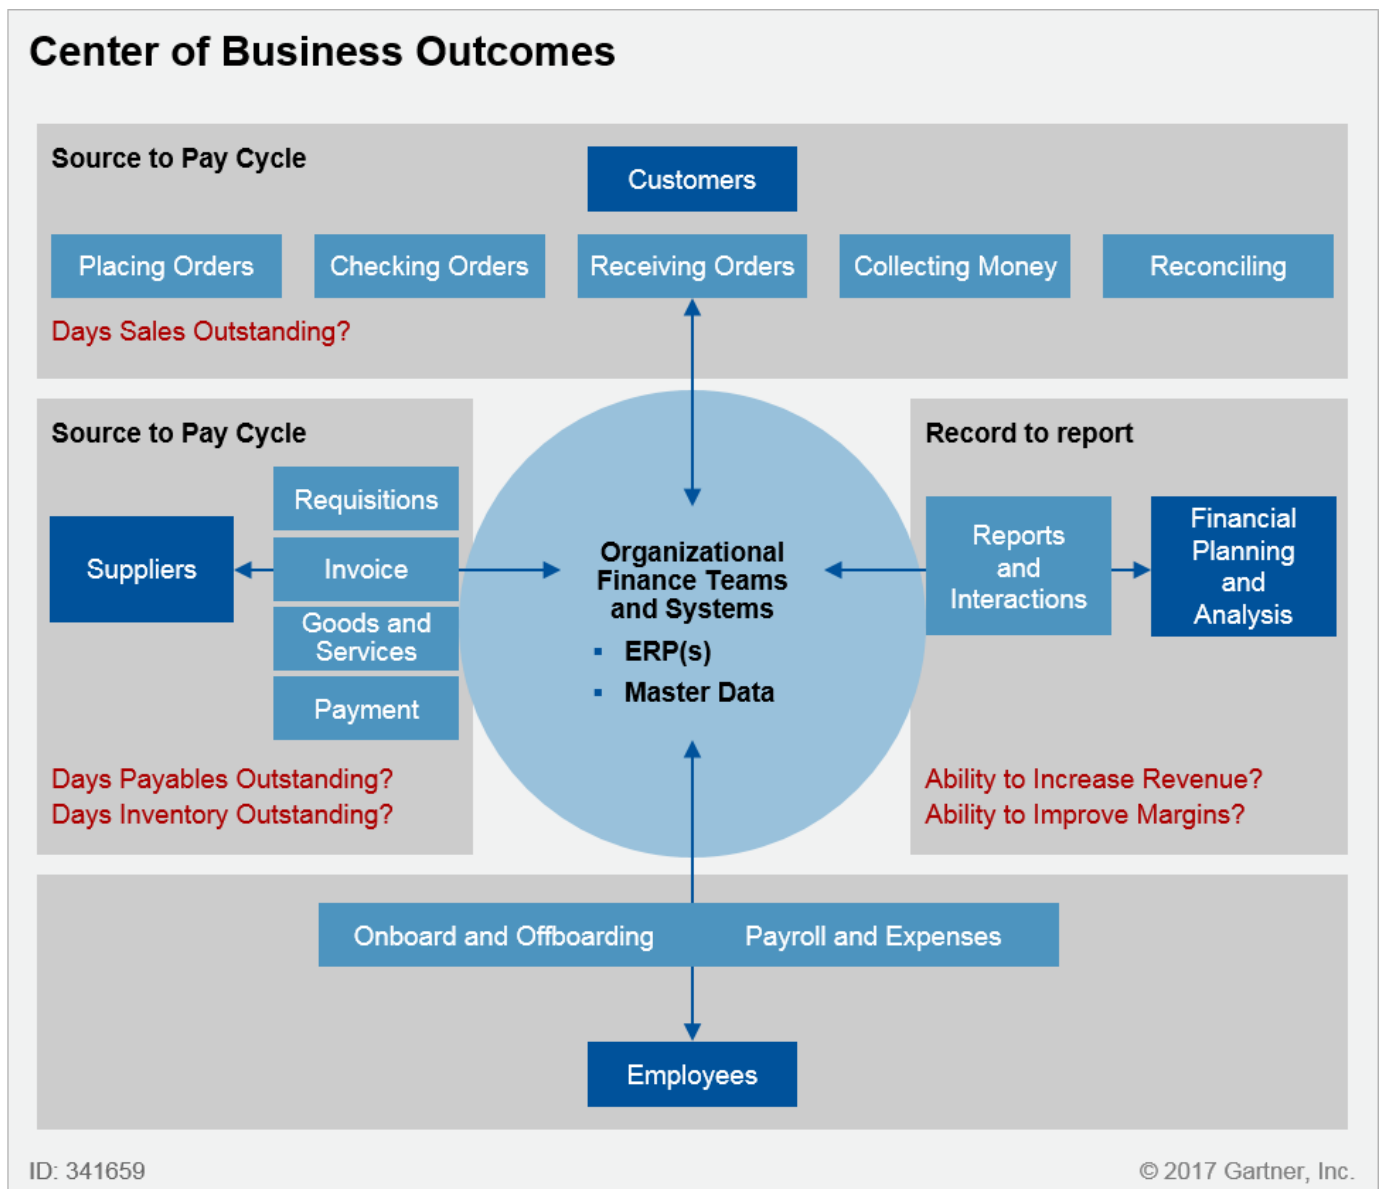 Center of Business Outcomes
Source to Pay Cycle
Customers
Placing Orders
Checking Orders
Receiving Orders
Collecting Money
Reconciling
Days Sales Outstanding?
Source to Pay Cycle
Requisitions
Suppliers
Invoice
Goods and
Services
Payment
Days Payables Outstanding?
Days Inventory Outstanding?
Organizational
Finance Teams
and Systems
▪ ERP(s)
▪ Master Data
Record to report
Reports
and
Interactions
Financial
Planning
and
Analysis
Ability to Increase Revenue?
Ability to Improve Margins?
Onboard and Offboarding
Payroll and Expenses
Employees
ID: 341659
© 2017 Gartner, Inc.